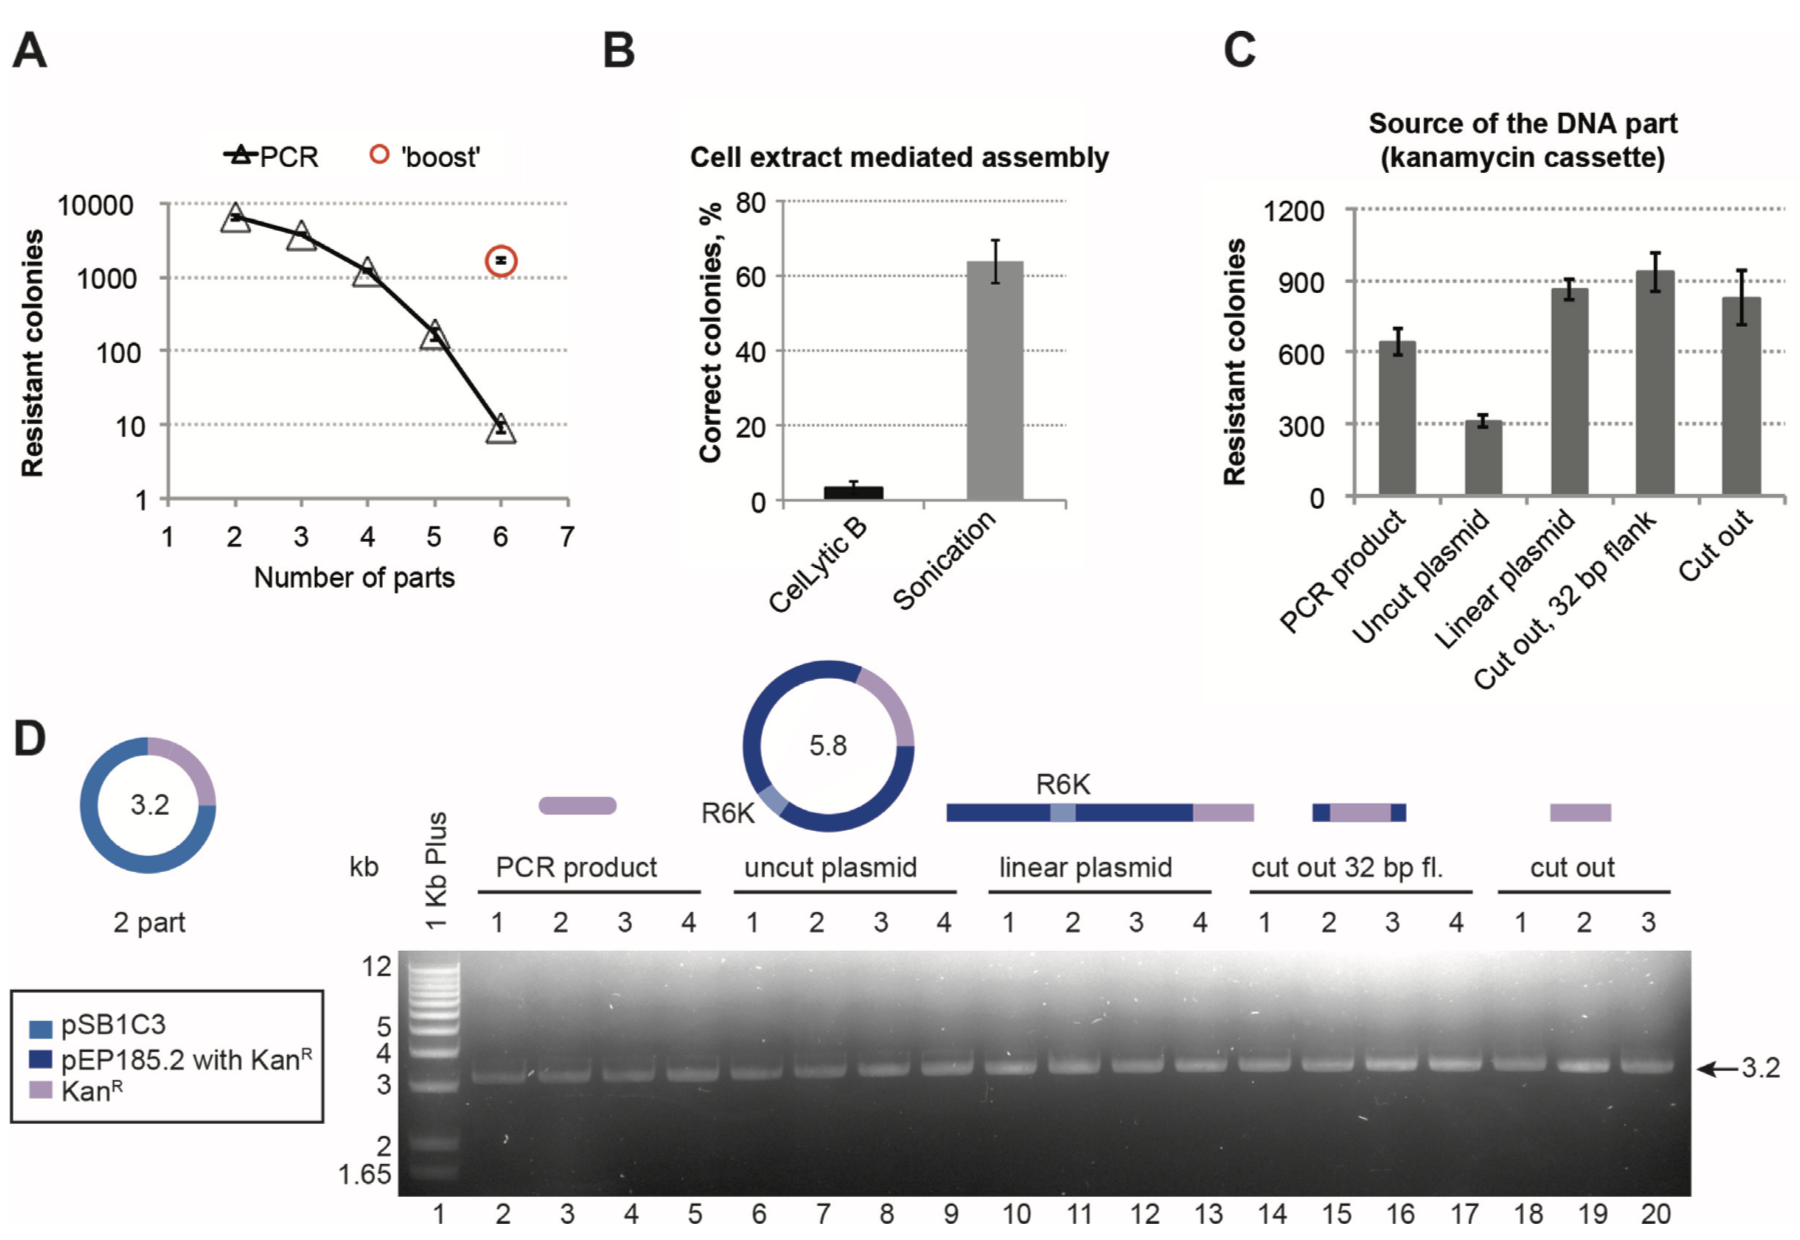 A
PCR
'boost'
10000
1000
100
10
1
Resistant colonies
1 2 3 4 5 6 7
Number of parts
B
Cell extract mediated assembly
80
60
40
20
0
Correct colonies, %
CelLytic B
Sonication
C
Source of the DNA part
(kanamycin cassette)
1200
900
600
300
0
Resistant colonies
PCR product
Uncut plasmid
Linear plasmid
Cut out, 32 bp flank
Cut out
D
3.2
2 part
pSB1C3
pEP185.2 with Kanᴿ
Kanᴿ
5.8
R6K
R6K
kb
1 Kb Plus
PCR product
uncut plasmid
linear plasmid
cut out 32 bp fl.
cut out
1 2 3 4 1 2 3 4 1 2 3 4 1 2 3 4 1 2 3
12
5
4
3
2
1.65
3.2
1 2 3 4 5 6 7 8 9 10 11 12 13 14 15 16 17 18 19 20